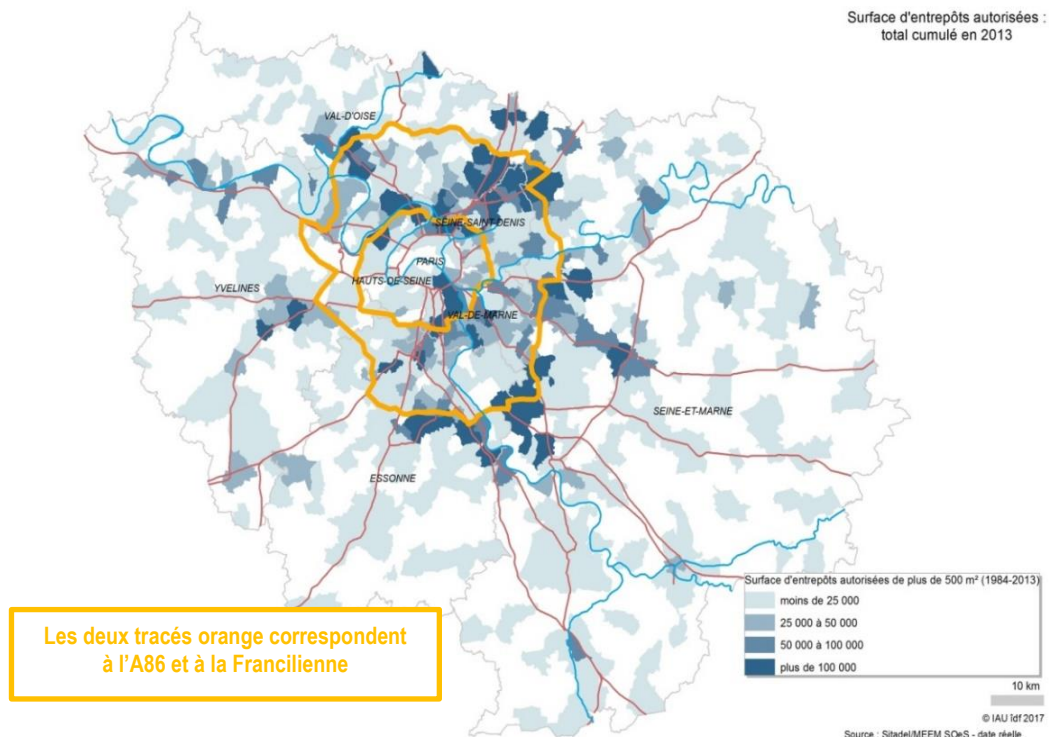 Surface d'entrepôts autorisées :
total cumulé en 2013
VAL-D'OISE
SEINE-SAINT-DENIS
PARIS
HAUTS-DE-SEINE
YVELINES
VAL-DE-MARNE
SEINE-ET-MARNE
ESSONNE
Surface d'entrepôts autorisées de plus de 500 m² (1984-2013)
moins de 25 000
25 000 à 50 000
50 000 à 100 000
plus de 100 000
Les deux tracés orange correspondent
à l'A86 et à la Francilienne
10 km
© IAU îdf 2017
Source : Sitadel/MEEM SOeS - date réelle